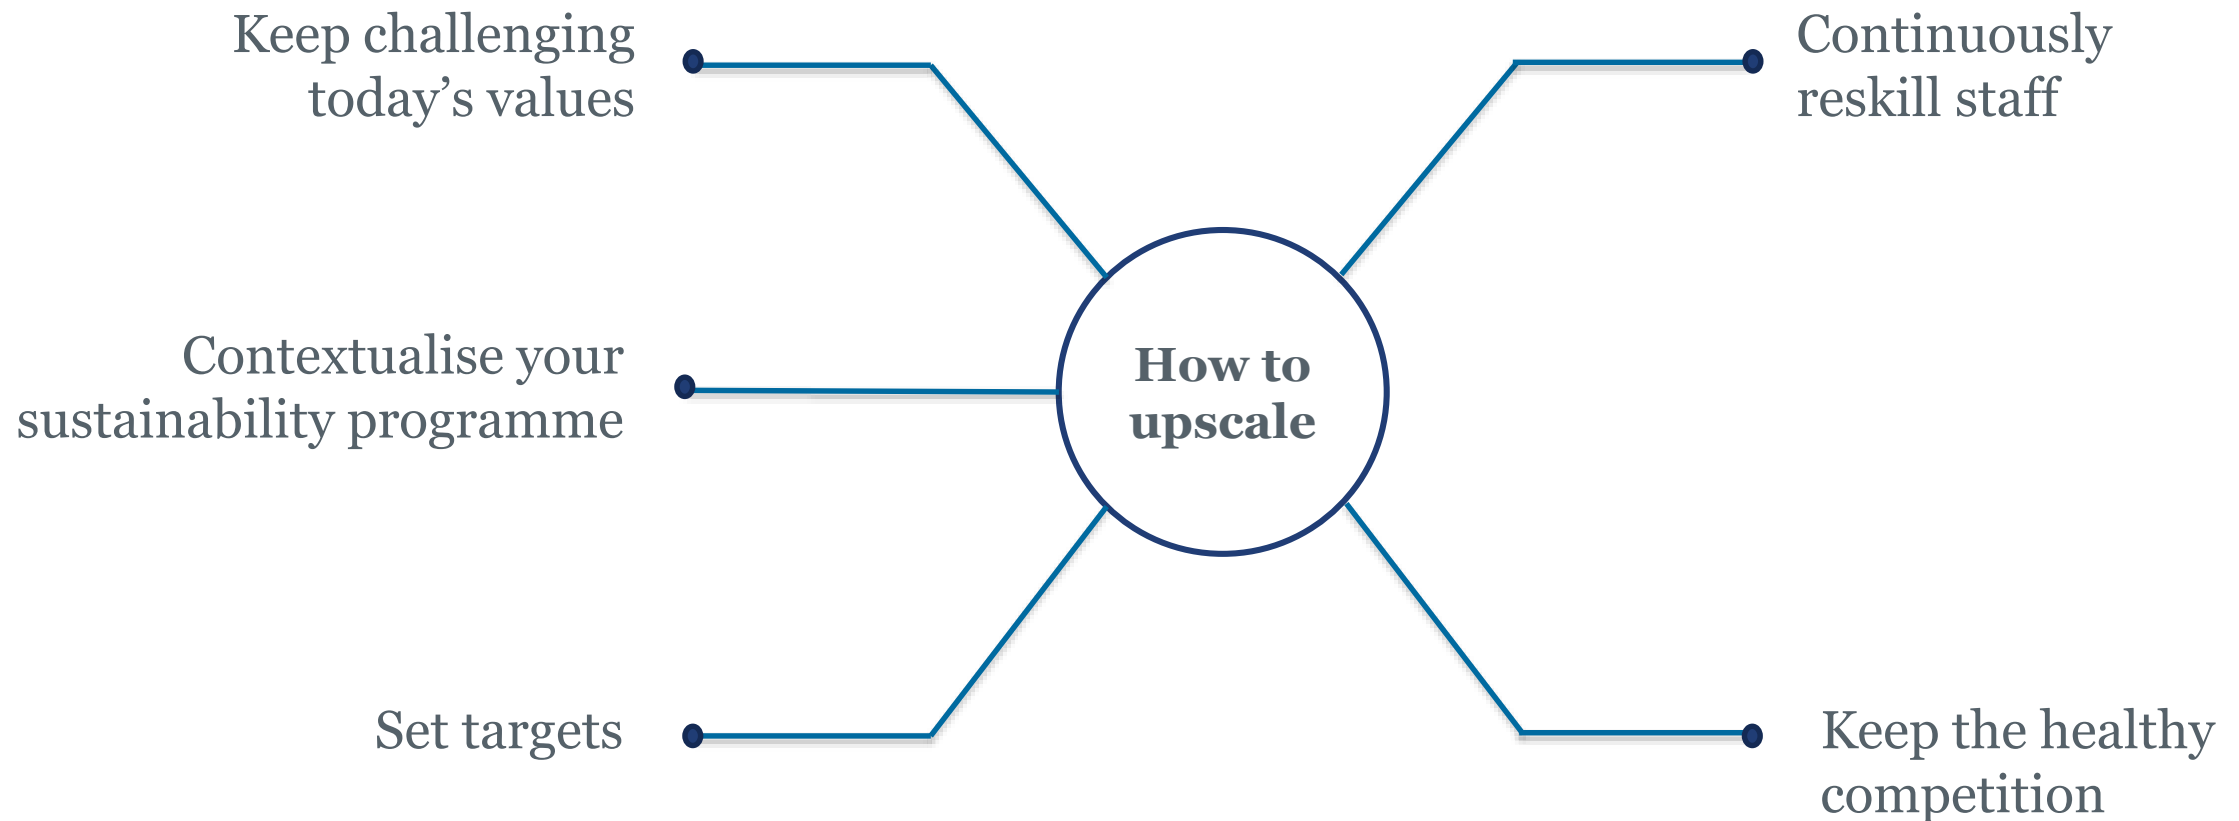 Keep challenging
today’s values
Continuously
reskill staff
Contextualise your
sustainability programme
How to
upscale
Set targets
Keep the healthy
competition